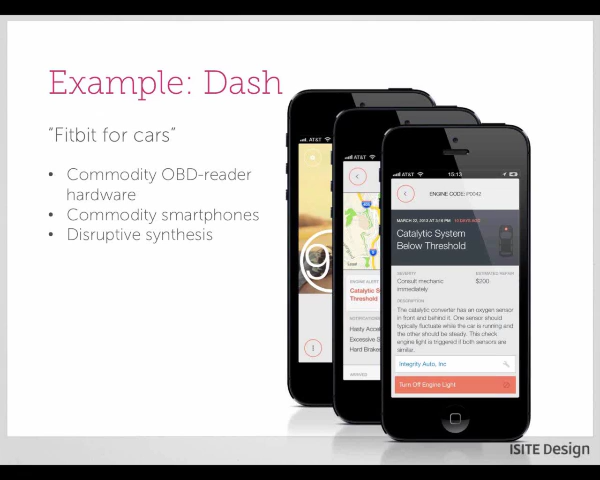 Example: Dash
“Fitbit for cars”
• Commodity OBD-reader
hardware
• Commodity smartphones
• Disruptive synthesis
AT&T
9
AT&T
Catalytic S
Threshold
Hasty Accel
Excessive S
Hard Brake
AT&T 15:13
ENGINE CODE: P0042
MARCH 22, 2013 AT 3:18 PM
Catalytic System
Below Threshold
SEVERITY ESTIMATED REPAIR
Consult mechanic $200
immediately
DESCRIPTION
The catalytic converter has an oxygen sensor
in front and behind it. One sensor should
typically fluctuate while the car is running and
the other should be steady. This check
engine light is triggered if both sensors are
similar.
Integrity Auto, Inc
Turn Off Engine Light
ISITE Design